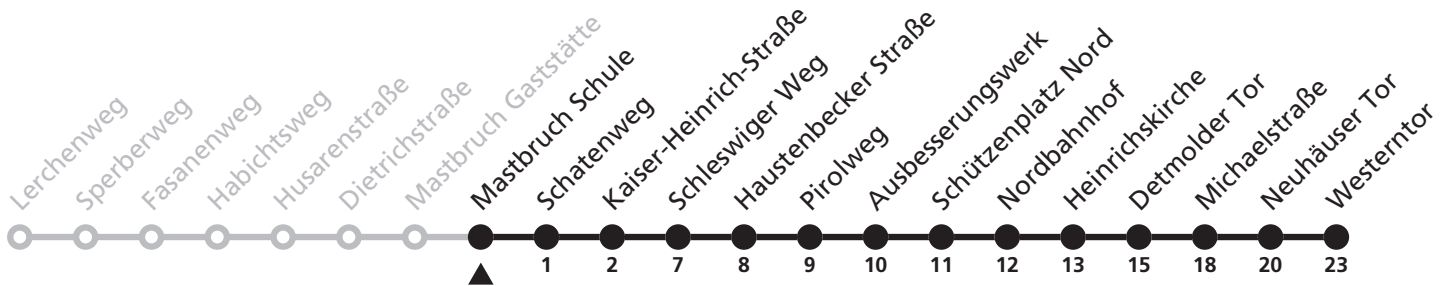 Lerchenweg
Sperberweg
Fasanenweg
Habichtsweg
Husarenstraße
Dietrichstraße
Mastbruch Gaststätte
Mastbruch Schule
Schatenweg
Kaiser-Heinrich-Straße
Schleswiger Weg
Haustenbecker Straße
Pirolweg
Ausbesserungswerk
Schützenplatz Nord
Nordbahnhof
Heinrichskirche
Detmolder Tor
Michaelstraße
Neuhäuser Tor
Westerntor
1 2 7 8 9 10 11 12 13 15 18 20 23